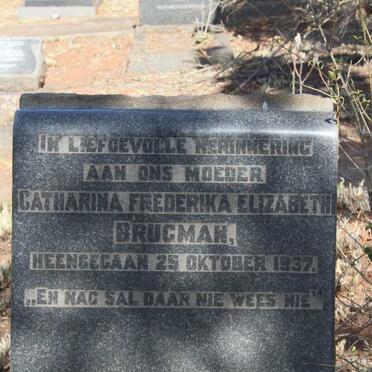 IN LIEFDEVOLLE HERINNERING
AAN ONS MOEDER
CATHARINA FREDERIKA ELIZABETH
BRUGMAN,
HEENGEGAAN 25 OKTOBER 1937.
„EN NAG SAL DAAR NIE WEES NIE"